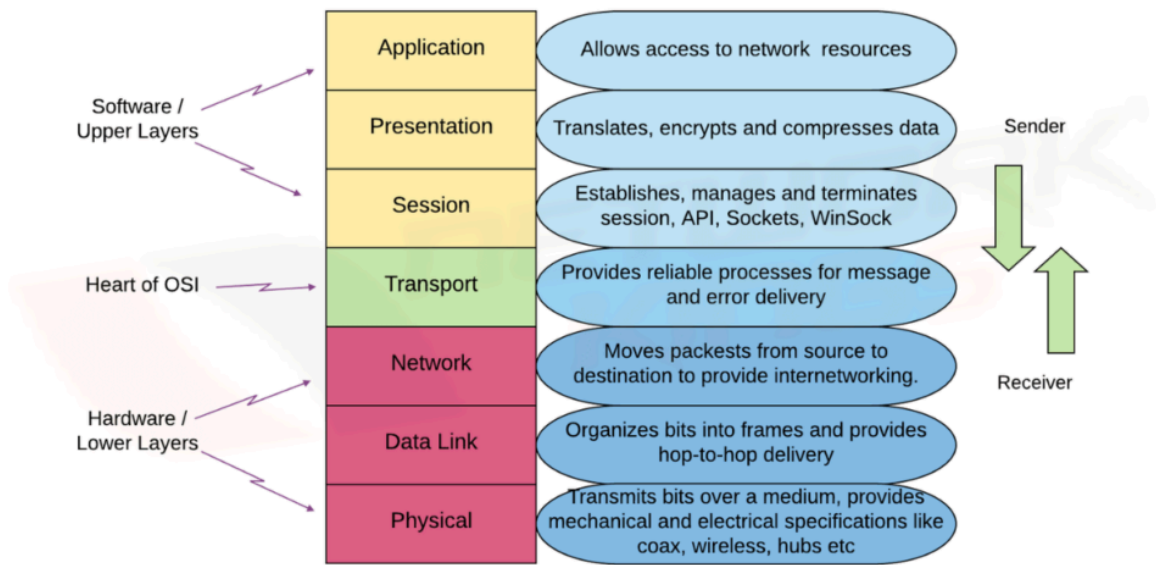 Application
Allows access to network resources
Software /
Upper Layers
Presentation
Translates, encrypts and compresses data
Sender
Session
Establishes, manages and terminates
session, API, Sockets, WinSock
Heart of OSI
Transport
Provides reliable processes for message
and error delivery
Network
Moves packests from source to
destination to provide internetworking.
Receiver
Hardware /
Lower Layers
Data Link
Organizes bits into frames and provides
hop-to-hop delivery
Physical
Transmits bits over a medium, provides
mechanical and electrical specifications like
coax, wireless, hubs etc